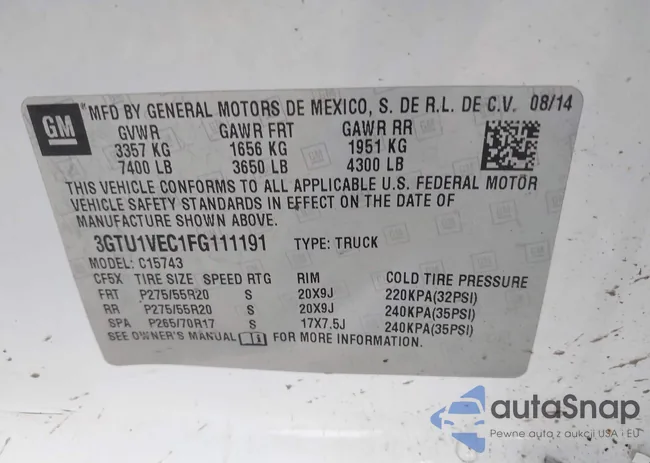 GM MFD BY GENERAL MOTORS DE MEXICO, S. DE R.L. DE C.V. 08/14
GVWR GAWR FRT GAWR RR
3357 KG 1656 KG 1951 KG
7400 LB 3650 LB 4300 LB
THIS VEHICLE CONFORMS TO ALL APPLICABLE U.S. FEDERAL MOTOR
VEHICLE SAFETY STANDARDS IN EFFECT ON THE DATE OF
MANUFACTURE SHOWN ABOVE.
3GTU1VEC1FG111191 TYPE: TRUCK
MODEL: C15743
CF5X TIRE SIZE SPEED RTG RIM COLD TIRE PRESSURE
FRT P275/55R20 S 20X9J 220KPA(32PSI)
RR P275/55R20 S 20X9J 240KPA(35PSI)
SPA P265/70R17 S 17X7.5J 240KPA(35PSI)
SEE OWNER'S MANUAL FOR MORE INFORMATION.
autaSnap
Pewne auta z aukcji USA i EU